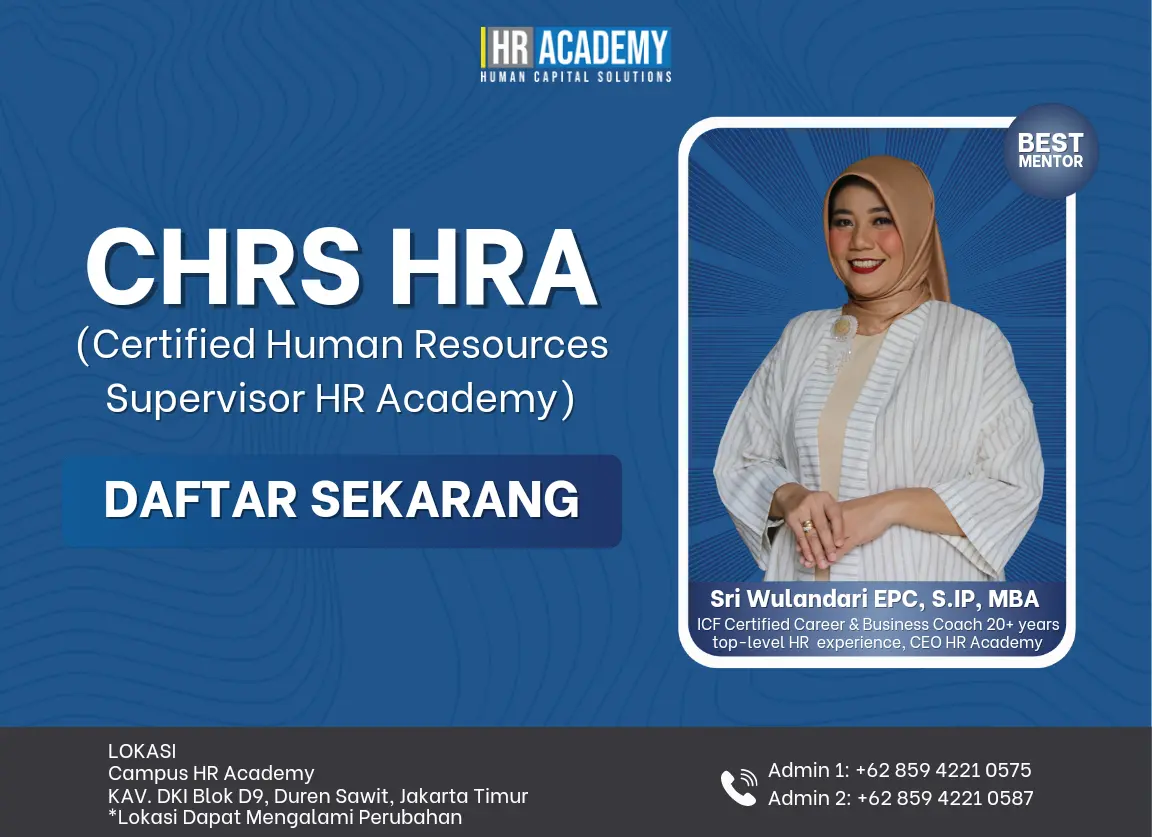 HR ACADEMY
HUMAN CAPITAL SOLUTIONS
BEST
MENTOR
CHRS HRA
(Certified Human Resources
Supervisor HR Academy)
DAFTAR SEKARANG
Sri Wulandari EPC, S.IP, MBA
ICF Certified Career & Business Coach 20+ years
top-level HR experience, CEO HR Academy
LOKASI
Campus HR Academy
KAV. DKI Blok D9, Duren Sawit, Jakarta Timur
*Lokasi Dapat Mengalami Perubahan
Admin 1: +62 859 4221 0575
Admin 2: +62 859 4221 0587